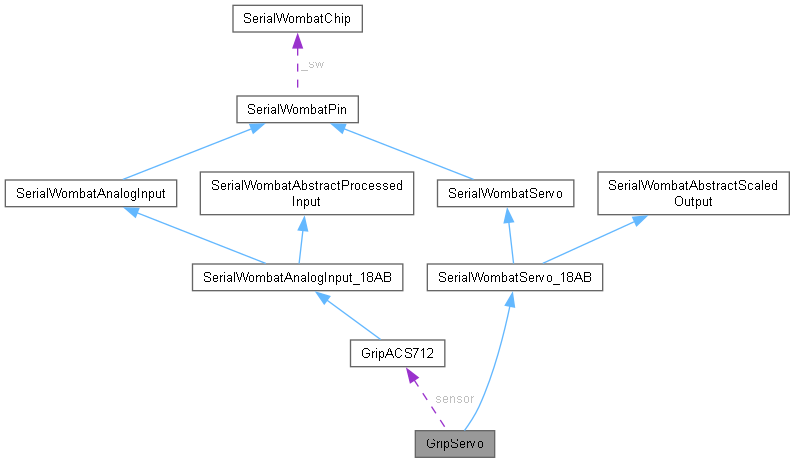 SerialWombatChip
_sw
SerialWombatPin
SerialWombatAnalogInput
SerialWombatAbstractProcessed
Input
SerialWombatServo
SerialWombatAbstractScaled
Output
SerialWombatAnalogInput_18AB
SerialWombatServo_18AB
GripACS712
sensor
GripServo